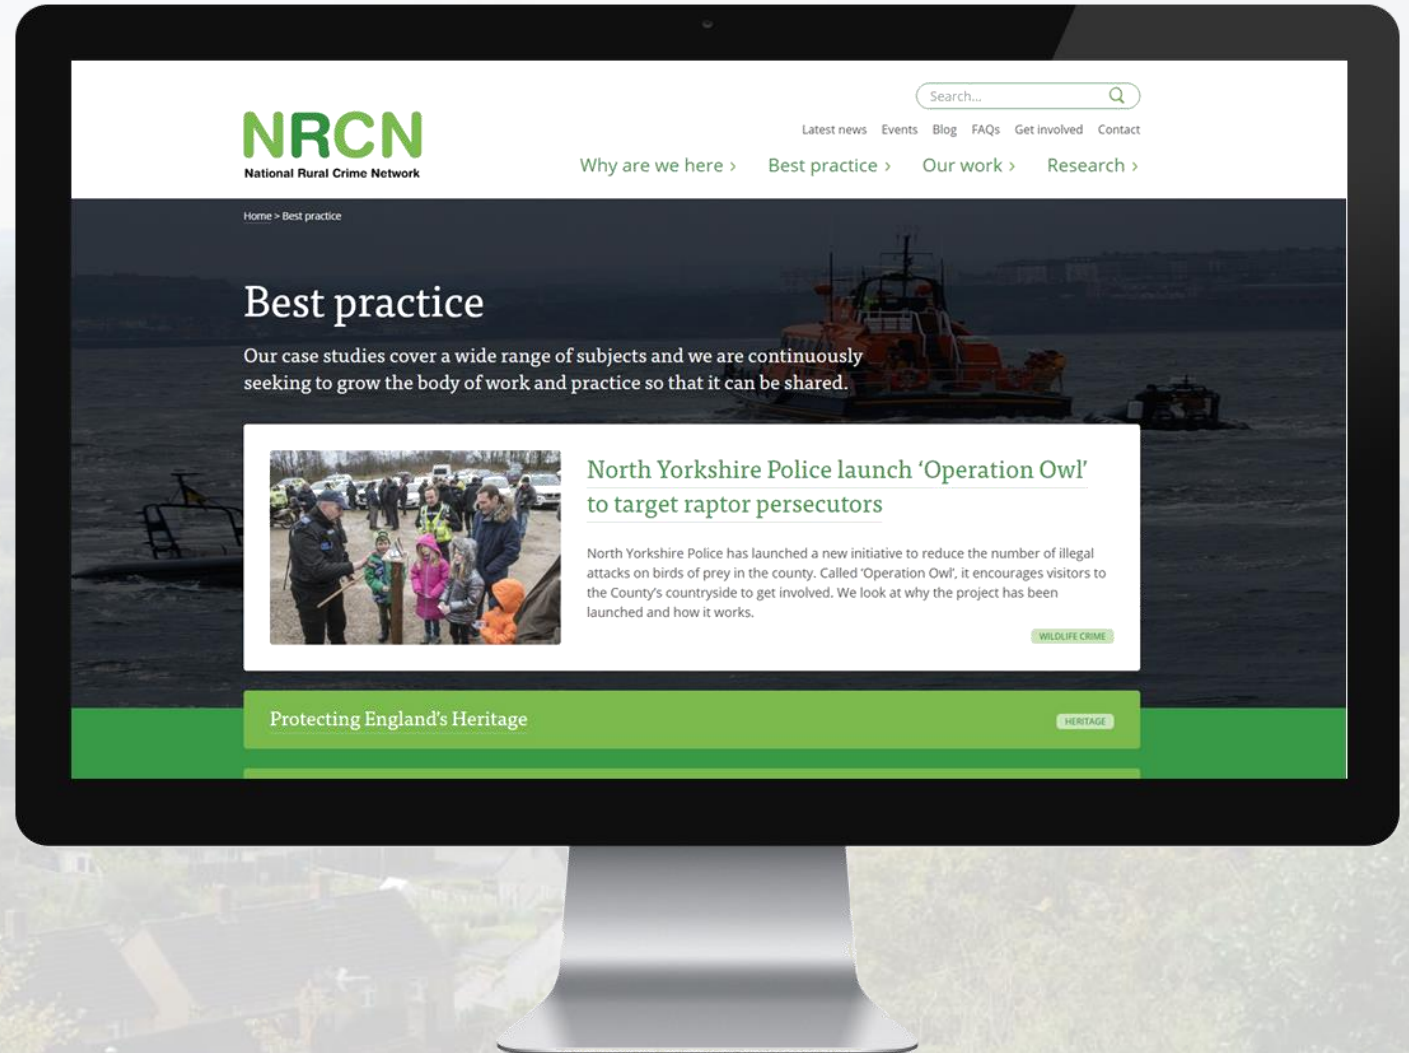 Search...
Latest news Events Blog FAQs Get involved Contact
NRCN
National Rural Crime Network
Why are we here › Best practice › Our work › Research ›
Home > Best practice
Best practice
Our case studies cover a wide range of subjects and we are continuously
seeking to grow the body of work and practice so that it can be shared.
North Yorkshire Police launch ‘Operation Owl’
to target raptor persecutors
North Yorkshire Police has launched a new initiative to reduce the number of illegal
attacks on birds of prey in the county. Called ‘Operation Owl’, it encourages visitors to
the County’s countryside to get involved. We look at why the project has been
launched and how it works.
WILDLIFE CRIME
Protecting England’s Heritage
HERITAGE